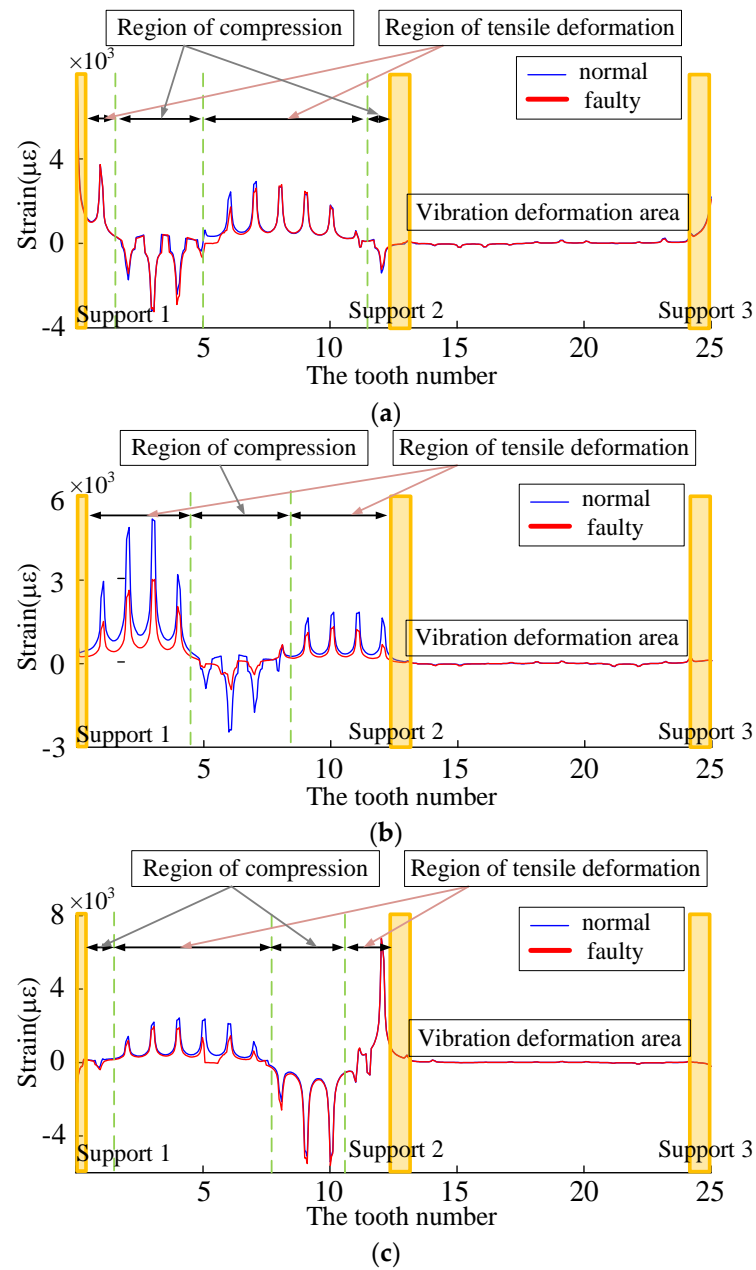 Region of compression
Region of tensile deformation
×10³
normal
faulty
4
0
-4
Strain(με)
Vibration deformation area
Support 1
Support 2
Support 3
5
10
15
20
25
The tooth number
(a)
Region of compression
Region of tensile deformation
×10³
normal
faulty
6
3
0
-3
Strain(με)
Vibration deformation area
Support 1
Support 2
Support 3
5
10
15
20
25
The tooth number
(b)
Region of compression
Region of tensile deformation
×10³
normal
faulty
8
4
0
-4
Strain(με)
Vibration deformation area
Support 1
Support 2
Support 3
5
10
15
20
25
The tooth number
(c)